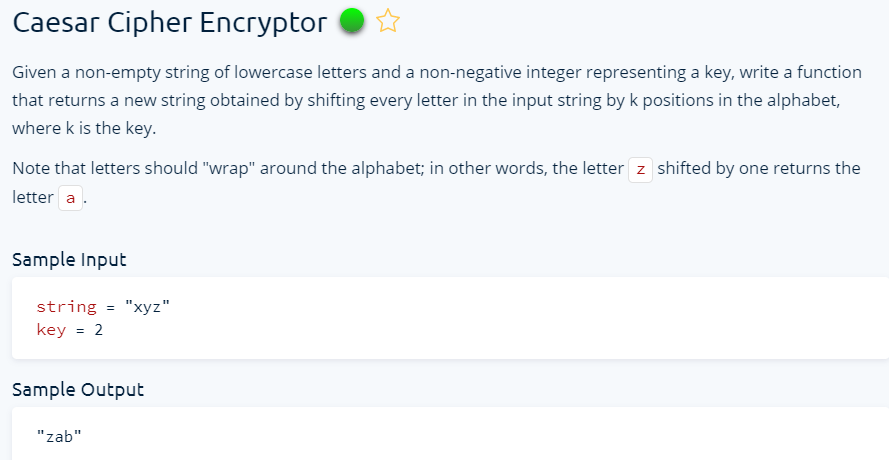 Caesar Cipher Encryptor
Given a non-empty string of lowercase letters and a non-negative integer representing a key, write a function
that returns a new string obtained by shifting every letter in the input string by k positions in the alphabet,
where k is the key.
Note that letters should "wrap" around the alphabet; in other words, the letter z shifted by one returns the
letter a .
Sample Input
string = "xyz"
key = 2
Sample Output
"zab"